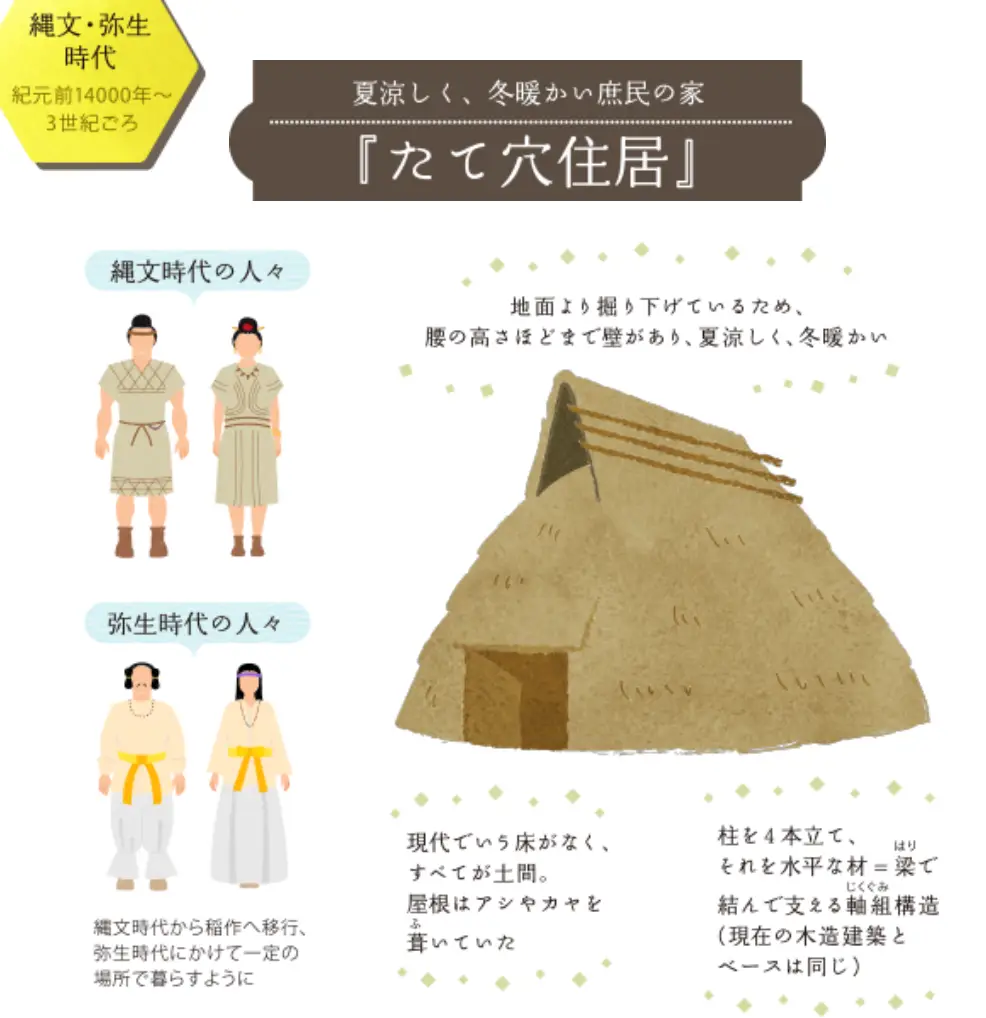 縄文・弥生
時代
紀元前14000年〜
3世紀ごろ
夏涼しく、冬暖かい庶民の家
『たて穴住居』
縄文時代の人々
地面より掘り下げているため、
腰の高さほどまで壁があり、夏涼しく、冬暖かい
弥生時代の人々
縄文時代から稲作へ移行、
弥生時代にかけて一定の
場所で暮らすように
現代でいう床がなく、
すべてが土間。
屋根はアシやカヤを
ふ
葺いていた
柱を4本立て、
はり
それを水平な材=梁で
じくぐみ
結んで支える軸組構造
(現在の木造建築と
ベースは同じ)